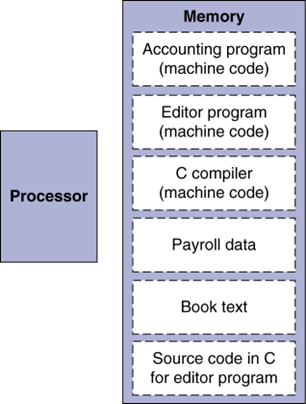 Memory
Accounting program
(machine code)
Editor program
(machine code)
C compiler
(machine code)
Processor
Payroll data
Book text
Source code in C
for editor program